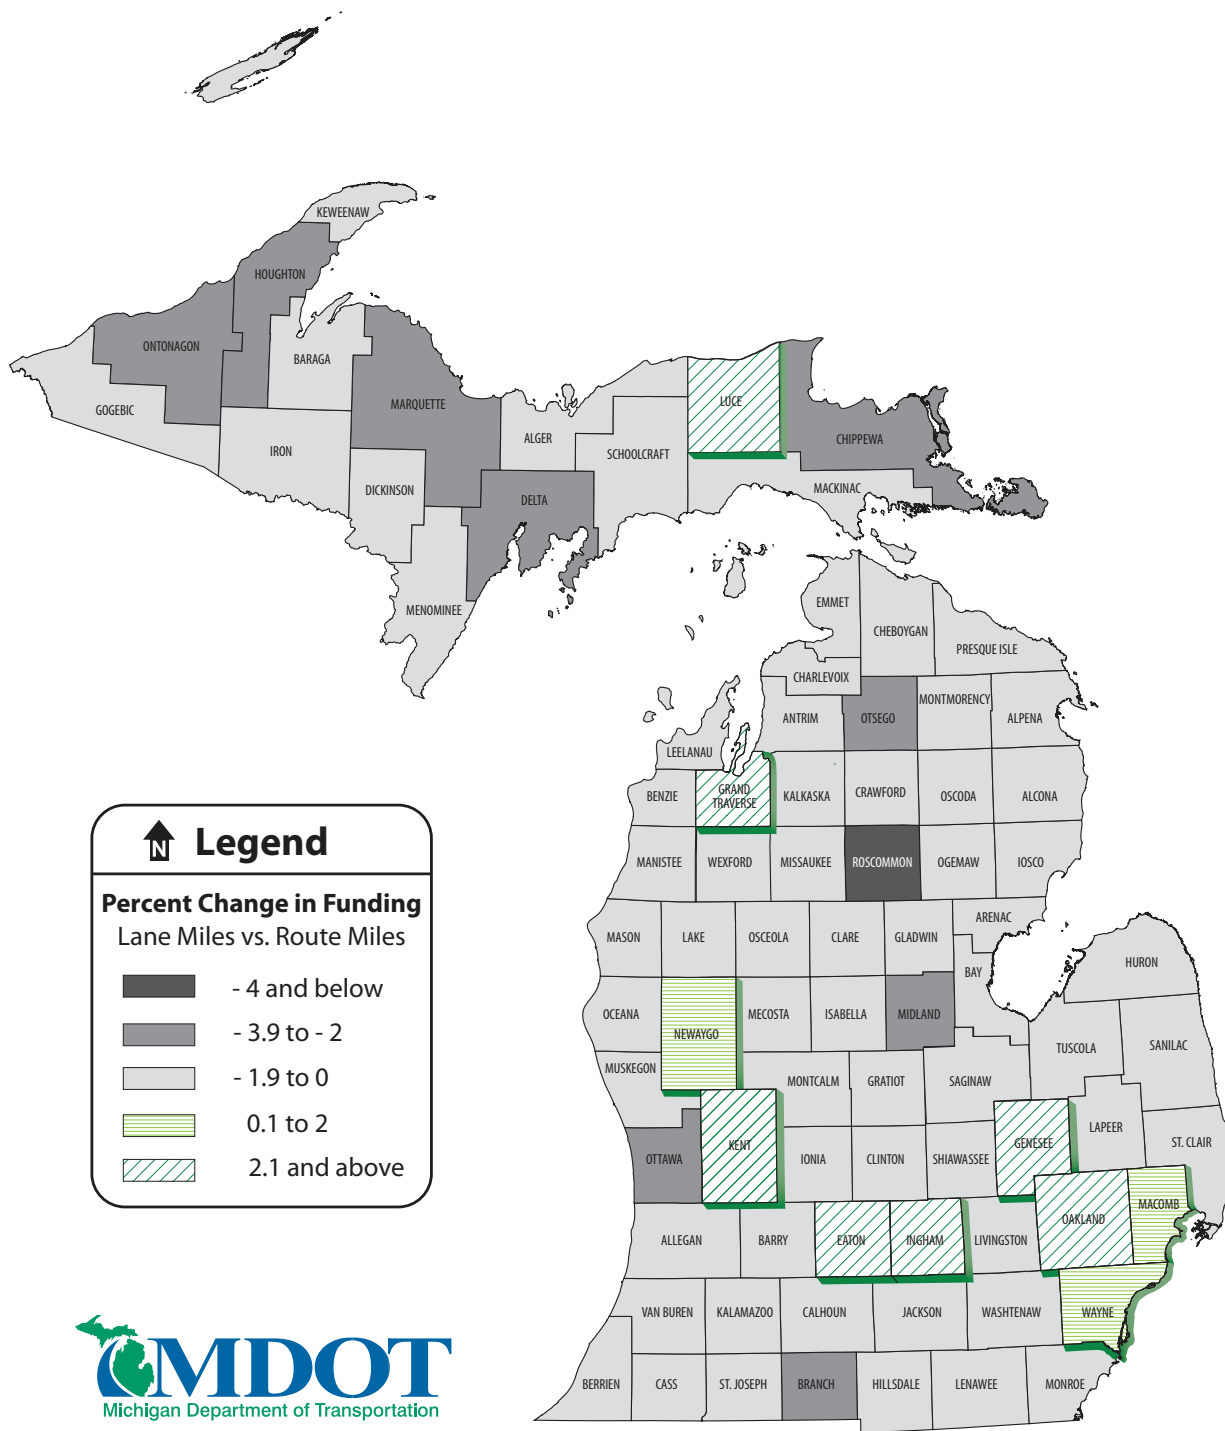 KEWEENAW
HOUGHTON
ONTONAGON
BARAGA
GOGEBIC
MARQUETTE
LUCE
ALGER
CHIPPEWA
IRON
SCHOOLCRAFT
DICKINSON
MACKINAC
DELTA
MENOMINEE
EMMET
CHEBOYGAN
PRESQUE ISLE
CHARLEVOIX
MONTMORENCY
ANTRIM
OTSEGO
ALPENA
LEELANAU
BENZIE
GRAND
TRAVERSE
KALKASKA
CRAWFORD
OSCODA
ALCONA
MANISTEE
WEXFORD
MISSAUKEE
ROSCOMMON
OGEMAW
IOSCO
ARENAC
MASON
LAKE
OSCEOLA
CLARE
GLADWIN
HURON
BAY
OCEANA
NEWAYGO
MECOSTA
ISABELLA
MIDLAND
TUSCOLA
SANILAC
MUSKEGON
MONTCALM
GRATIOT
SAGINAW
LAPEER
ST. CLAIR
OTTAWA
KENT
IONIA
CLINTON
SHIAWASSEE
GENESEE
MACOMB
OAKLAND
ALLEGAN
BARRY
EATON
INGHAM
LIVINGSTON
VAN BUREN
KALAMAZOO
CALHOUN
JACKSON
WASHTENAW
WAYNE
BERRIEN
CASS
ST. JOSEPH
BRANCH
HILLSDALE
LENAWEE
MONROE
N
Legend
Percent Change in Funding
Lane Miles vs. Route Miles
- 4 and below
- 3.9 to - 2
- 1.9 to 0
0.1 to 2
2.1 and above
MDOT
Michigan Department of Transportation